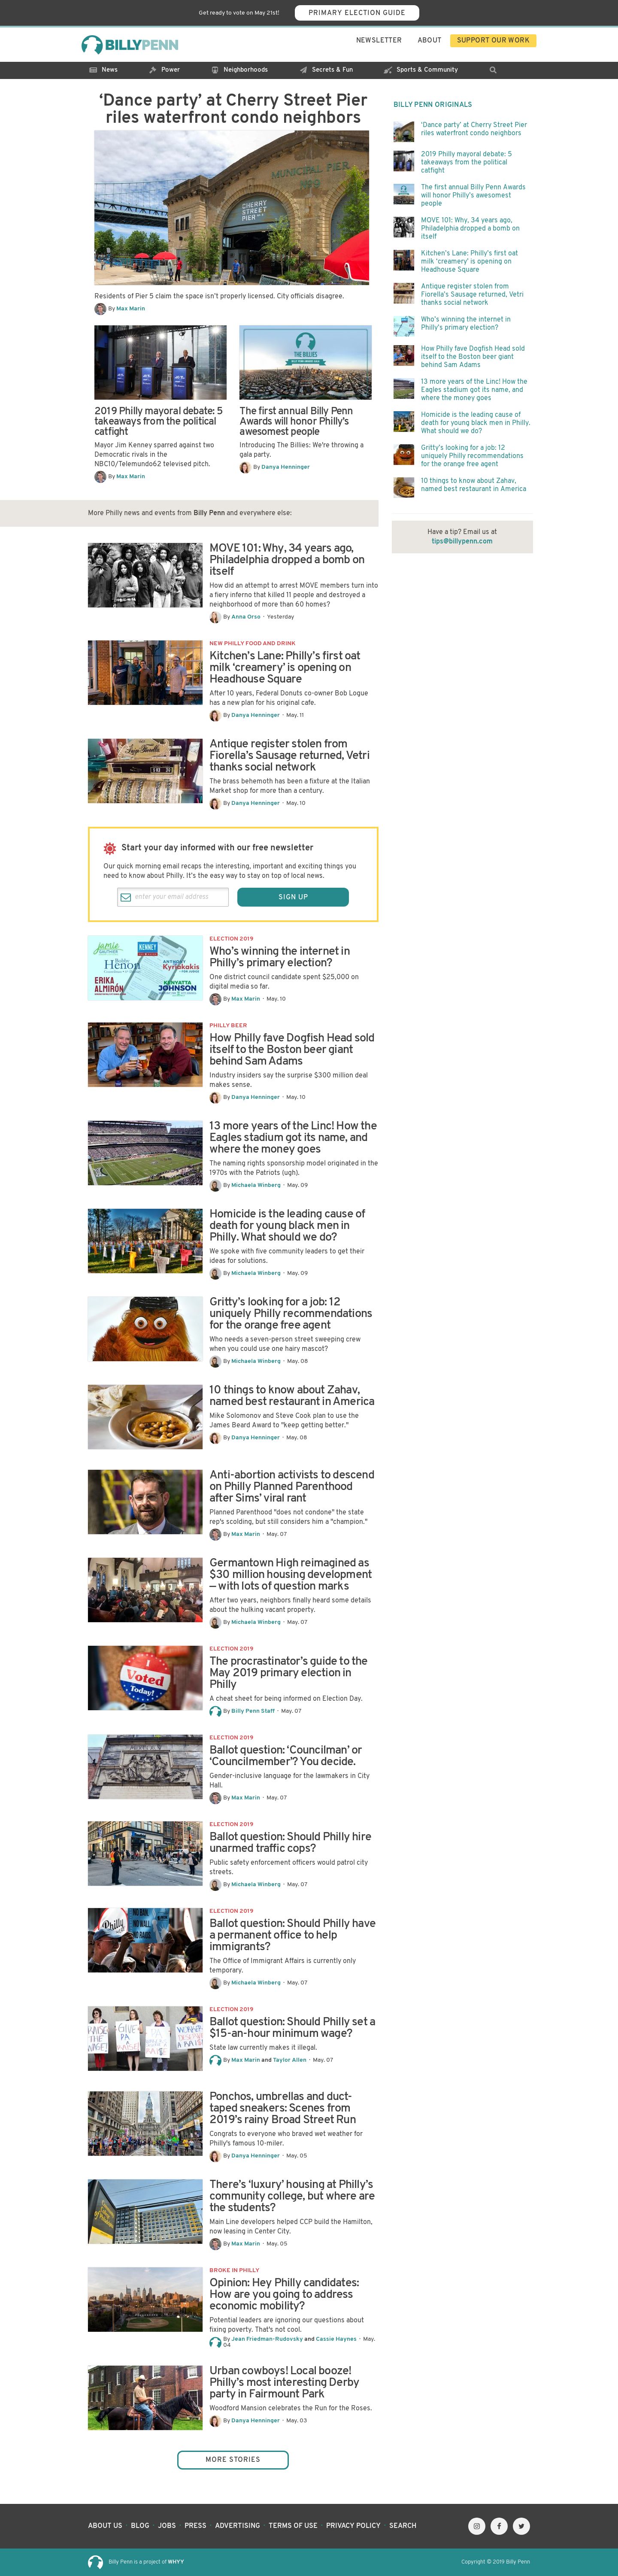 Get ready to vote on May 21st!
PRIMARY ELECTION GUIDE
BILLYPENN
NEWSLETTER
ABOUT
SUPPORT OUR WORK
News
Power
Neighborhoods
Secrets & Fun
Sports & Community
‘Dance party’ at Cherry Street Pier
riles waterfront condo neighbors
MUNICIPAL PIER
CHERRY
STREET
PIER
Residents of Pier 5 claim the space isn’t properly licensed. City officials disagree.
By Max Marin
2019 Philly mayoral debate: 5
takeaways from the political
catfight
Mayor Jim Kenney sparred against two
Democratic rivals in the
NBC10/Telemundo62 televised pitch.
By Max Marin
THE BILLIES
The first annual Billy Penn
Awards will honor Philly’s
awesomest people
Introducing The Billies: We're throwing a
gala party.
By Danya Henninger
BILLY PENN ORIGINALS
‘Dance party’ at Cherry Street Pier
riles waterfront condo neighbors
2019 Philly mayoral debate: 5
takeaways from the political
catfight
The first annual Billy Penn Awards
will honor Philly’s awesomest
people
MOVE 101: Why, 34 years ago,
Philadelphia dropped a bomb on
itself
Kitchen’s Lane: Philly’s first oat
milk ‘creamery’ is opening on
Headhouse Square
Antique register stolen from
Fiorella’s Sausage returned, Vetri
thanks social network
Who’s winning the internet in
Philly’s primary election?
How Philly fave Dogfish Head sold
itself to the Boston beer giant
behind Sam Adams
13 more years of the Linc! How the
Eagles stadium got its name, and
where the money goes
Homicide is the leading cause of
death for young black men in Philly.
What should we do?
Gritty’s looking for a job: 12
uniquely Philly recommendations
for the orange free agent
10 things to know about Zahav,
named best restaurant in America
Have a tip? Email us at
tips@billypenn.com
More Philly news and events from Billy Penn and everywhere else:
MOVE 101: Why, 34 years ago,
Philadelphia dropped a bomb on
itself
How did an attempt to arrest MOVE members turn into
a fiery inferno that killed 11 people and destroyed a
neighborhood of more than 60 homes?
By Anna Orso · Yesterday
NEW PHILLY FOOD AND DRINK
Kitchen’s Lane: Philly’s first oat
milk ‘creamery’ is opening on
Headhouse Square
After 10 years, Federal Donuts co-owner Bob Logue
has a new plan for his original cafe.
By Danya Henninger · May. 11
Antique register stolen from
Fiorella’s Sausage returned, Vetri
thanks social network
The brass behemoth has been a fixture at the Italian
Market shop for more than a century.
By Danya Henninger · May. 10
Start your day informed with our free newsletter
Our quick morning email recaps the interesting, important and exciting things you
need to know about Philly. It's the easy way to stay on top of local news.
enter your email address
SIGN UP
Jamie
KENNEY
Henon
Anthony
Kyriakakis
ERIKA
ALMIRÓN
KENYATTA
JOHNSON
ELECTION 2019
Who’s winning the internet in
Philly’s primary election?
One district council candidate spent $25,000 on
digital media so far.
By Max Marin · May. 10
PHILLY BEER
How Philly fave Dogfish Head sold
itself to the Boston beer giant
behind Sam Adams
Industry insiders say the surprise $300 million deal
makes sense.
By Danya Henninger · May. 10
13 more years of the Linc! How the
Eagles stadium got its name, and
where the money goes
The naming rights sponsorship model originated in the
1970s with the Patriots (ugh).
By Michaela Winberg · May. 09
Homicide is the leading cause of
death for young black men in
Philly. What should we do?
We spoke with five community leaders to get their
ideas for solutions.
By Michaela Winberg · May. 09
Gritty’s looking for a job: 12
uniquely Philly recommendations
for the orange free agent
Who needs a seven-person street sweeping crew
when you could use one hairy mascot?
By Michaela Winberg · May. 08
10 things to know about Zahav,
named best restaurant in America
Mike Solomonov and Steve Cook plan to use the
James Beard Award to "keep getting better."
By Danya Henninger · May. 08
Anti-abortion activists to descend
on Philly Planned Parenthood
after Sims’ viral rant
Planned Parenthood "does not condone" the state
rep's scolding, but still considers him a "champion."
By Max Marin · May. 07
Germantown High reimagined as
$30 million housing development
— with lots of question marks
After two years, neighbors finally heard some details
about the hulking vacant property.
By Michaela Winberg · May. 07
I
Voted
Today!
ELECTION 2019
The procrastinator’s guide to the
May 2019 primary election in
Philly
A cheat sheet for being informed on Election Day.
By Billy Penn Staff · May. 07
ELECTION 2019
Ballot question: ‘Councilman’ or
‘Councilmember’? You decide.
Gender-inclusive language for the lawmakers in City
Hall.
By Max Marin · May. 07
ELECTION 2019
Ballot question: Should Philly hire
unarmed traffic cops?
Public safety enforcement officers would patrol city
streets.
By Michaela Winberg · May. 07
Philly
NO BAN
NO WALL
ELECTION 2019
Ballot question: Should Philly have
a permanent office to help
immigrants?
The Office of Immigrant Affairs is currently only
temporary.
By Michaela Winberg · May. 07
RAISE
THE
WAGE!
GIVE
PA
ELECTION 2019
Ballot question: Should Philly set a
$15-an-hour minimum wage?
State law currently makes it illegal.
By Max Marin and Taylor Allen · May. 07
Ponchos, umbrellas and duct-
taped sneakers: Scenes from
2019’s rainy Broad Street Run
Congrats to everyone who braved wet weather for
Philly's famous 10-miler.
By Danya Henninger · May. 05
There’s ‘luxury’ housing at Philly’s
community college, but where are
the students?
Main Line developers helped CCP build the Hamilton,
now leasing in Center City.
By Max Marin · May. 05
BROKE IN PHILLY
Opinion: Hey Philly candidates:
How are you going to address
economic mobility?
Potential leaders are ignoring our questions about
fixing poverty. That's not cool.
By Jean Friedman-Rudovsky and Cassie Haynes · May.
04
Urban cowboys! Local booze!
Philly’s most interesting Derby
party in Fairmount Park
Woodford Mansion celebrates the Run for the Roses.
By Danya Henninger · May. 03
MORE STORIES
ABOUT US
BLOG
JOBS
PRESS
ADVERTISING
TERMS OF USE
PRIVACY POLICY
SEARCH
Billy Penn is a project of WHYY
Copyright © 2019 Billy Penn